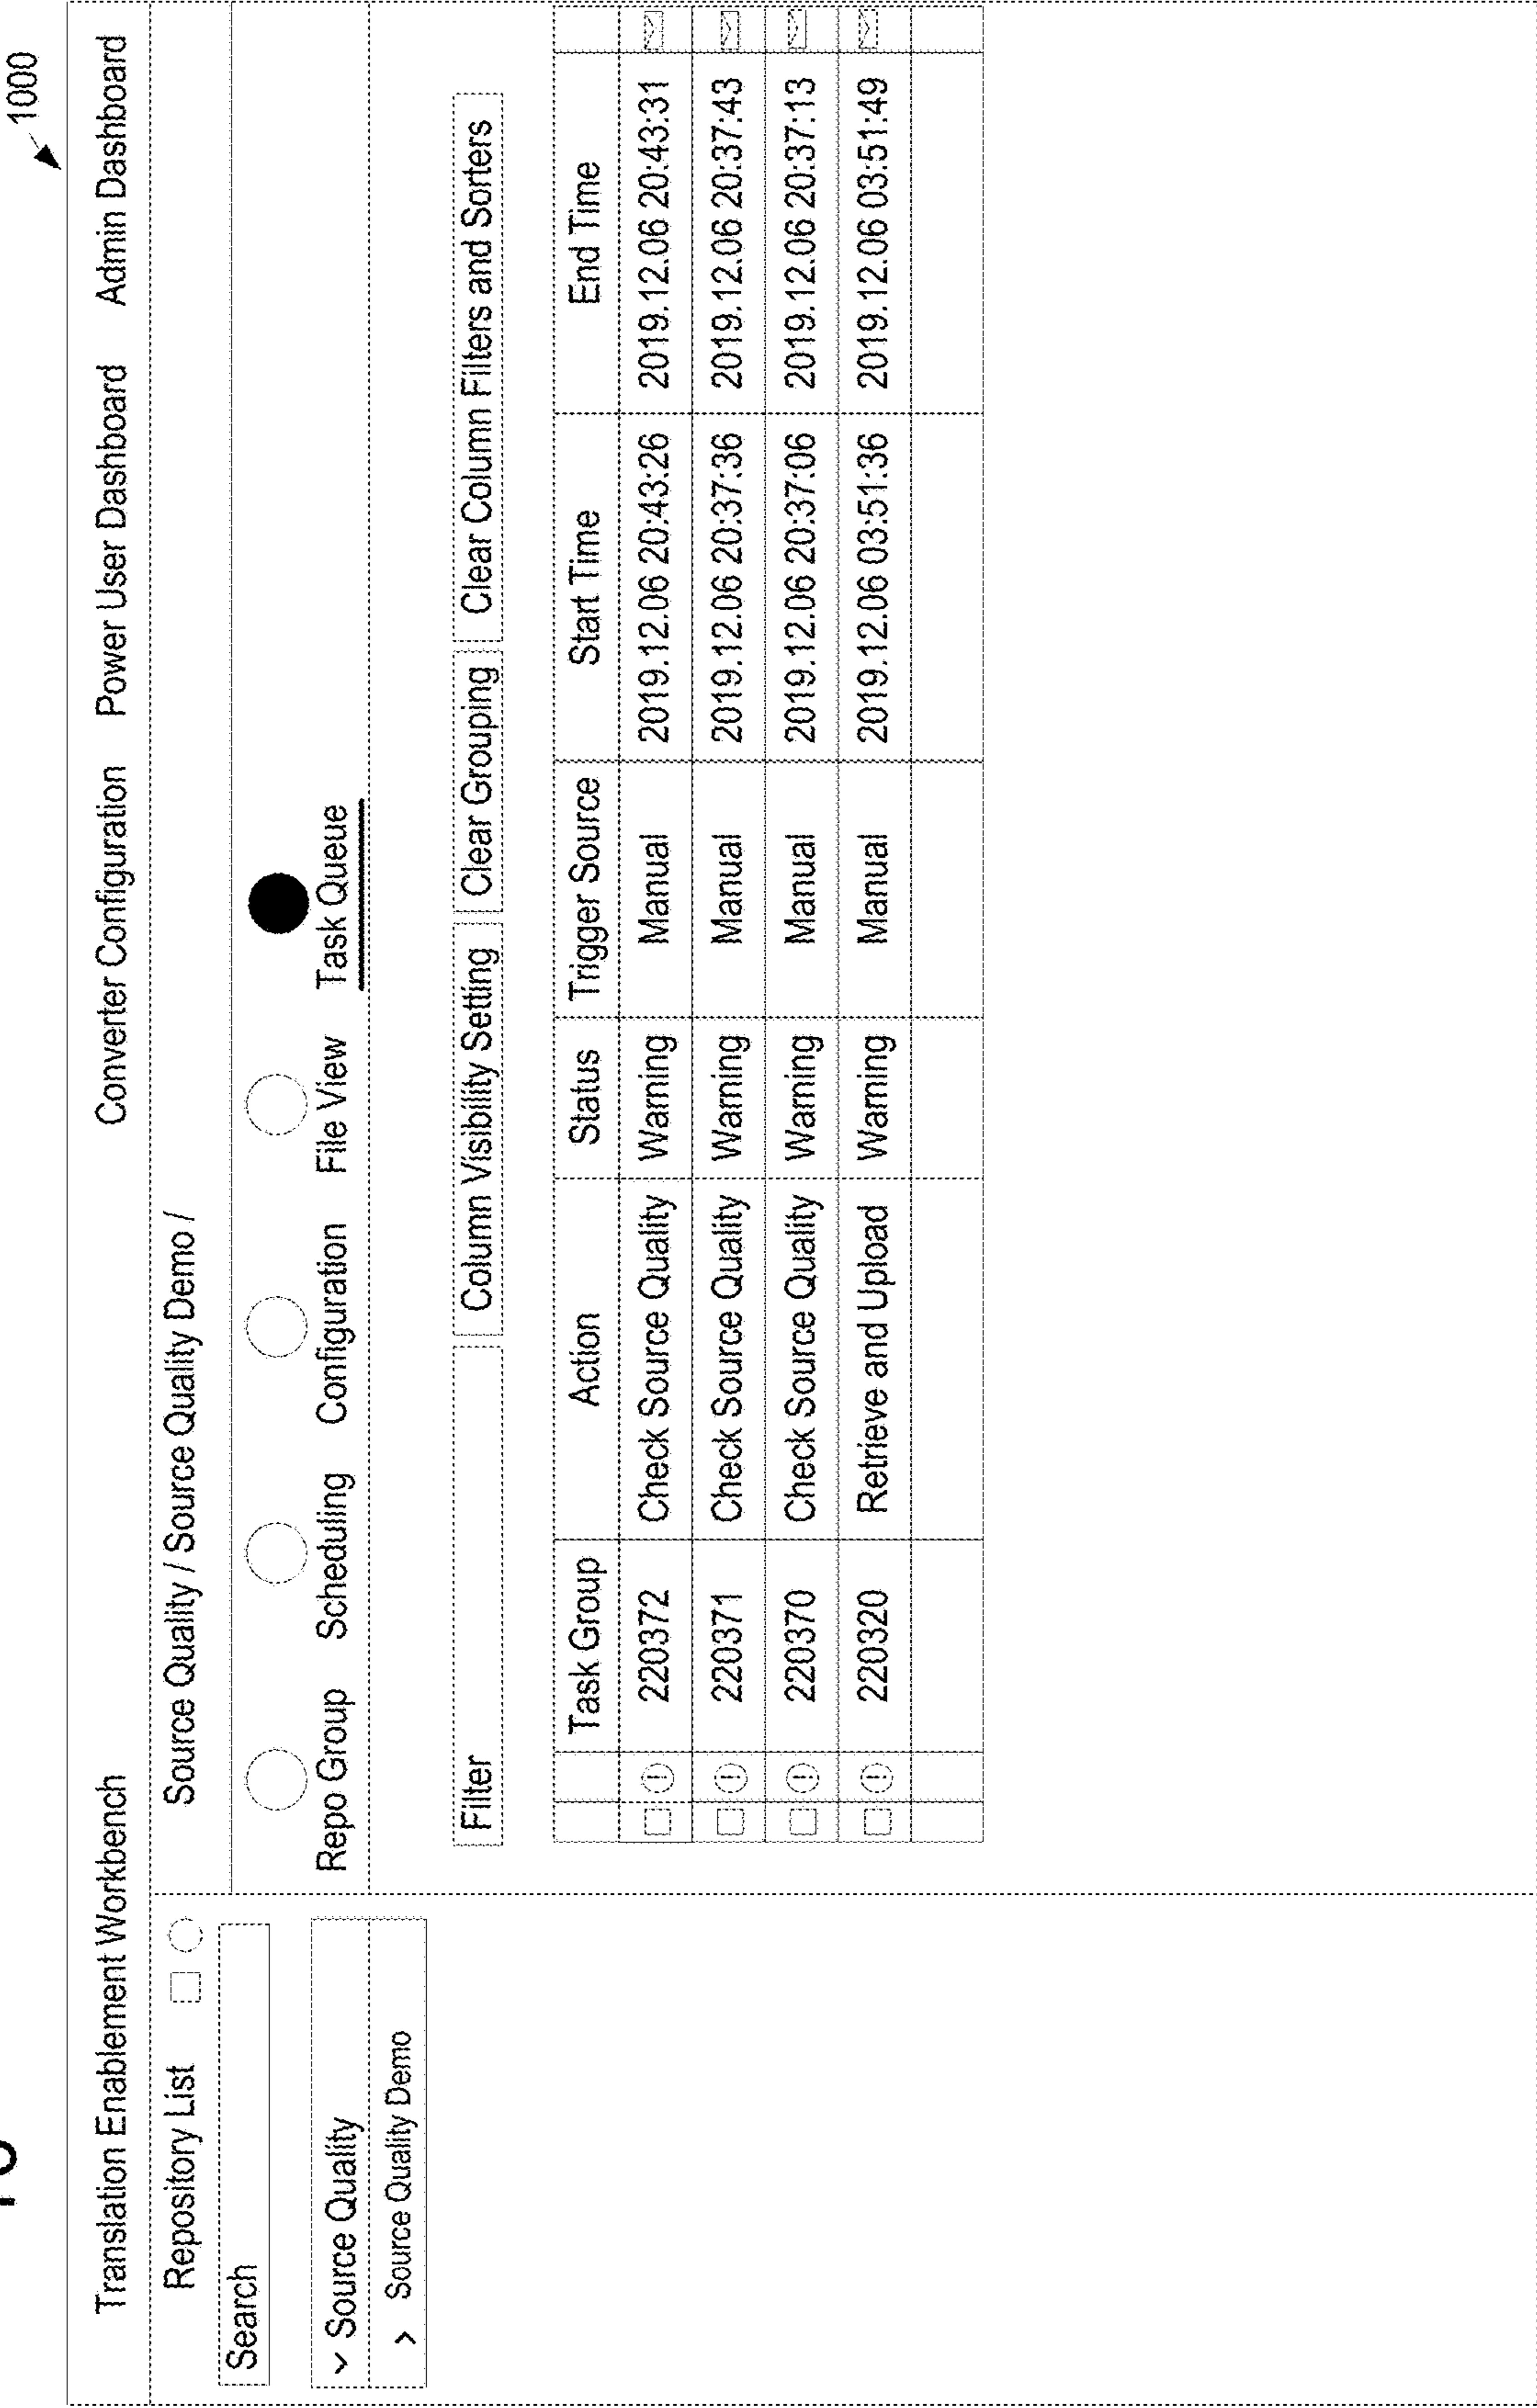 1000
Translation Enablement Workbench Converter Configuration Power User Dashboard Admin Dashboard
Repository List
Source Quality / Source Quality Demo /
Search
Repo Group Scheduling Configuration File View Task Queue
Source Quality
Source Quality Demo
Filter Column Visibility Setting Clear Grouping Clear Column Filters and Sorters
Task Group Action Status Trigger Source Start Time End Time
220372 Check Source Quality Warning Manual 2019.12.06 20:43:26 2019.12.06 20:43:31
220371 Check Source Quality Warning Manual 2019.12.06 20:37:36 2019.12.06 20:37:43
220370 Check Source Quality Warning Manual 2019.12.06 20:37:06 2019.12.06 20:37:13
220320 Retrieve and Upload Warning Manual 2019.12.06 03:51:36 2019.12.06 03:51:49